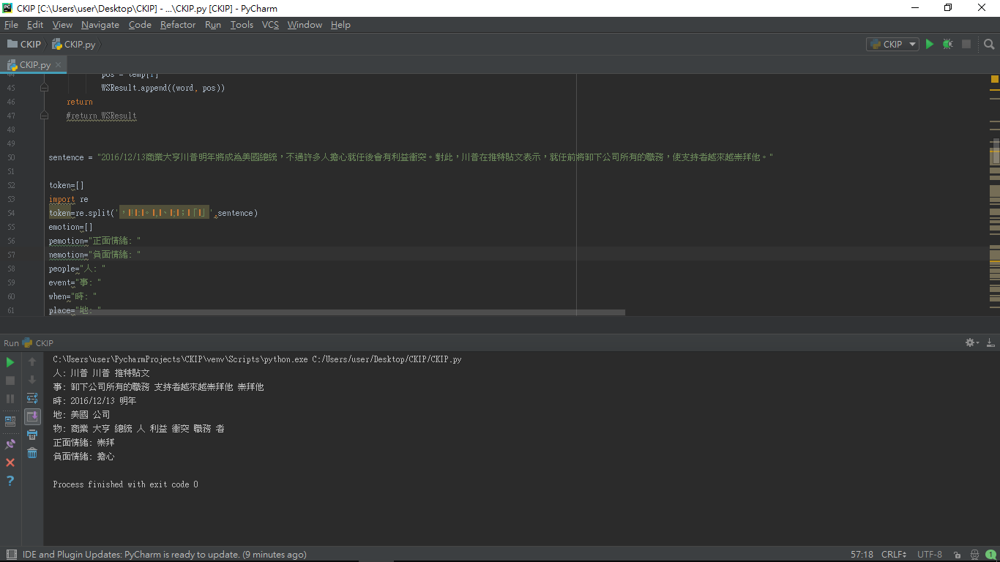 CKIP [C:\Users\user\Desktop\CKIP] - ...\CKIP.py [CKIP] - PyCharm
File Edit View Navigate Code Refactor Run Tools VCS Window Help
CKIP CKIP.py CKIP
CKIP.py
45 WSResult.append((word, pos))
46 return
47 #return WSResult
48
49
50 sentence = "2016/12/13商業大亨川普明年將成為美國總統，不過許多人擔心就任後會有利益衝突。對此，川普在推特貼文表示，就任前將卸下公司所有的職務，使支持者越來越崇拜他。"
51
52 token=[]
53 import re
54 token=re.split(' ',sentence)
55 emotion=[]
56 pemotion="正面情緒: "
57 nemotion="負面情緒: "
58 people="人: "
59 event="事: "
60 when="時: "
61 place="地: "
Run CKIP
C:\Users\user\PycharmProjects\CKIP\venv\Scripts\python.exe C:/Users/user/Desktop/CKIP/CKIP.py
人: 川普 川普 推特貼文
事: 卸下公司所有的職務 支持者越來越崇拜他 崇拜他
時: 2016/12/13 明年
地: 美國 公司
物: 商業 大亨 總統 人 利益 衝突 職務 者
正面情緒: 崇拜
負面情緒: 擔心
Process finished with exit code 0
IDE and Plugin Updates: PyCharm is ready to update. (9 minutes ago) 57:18 CRLF UTF-8 1